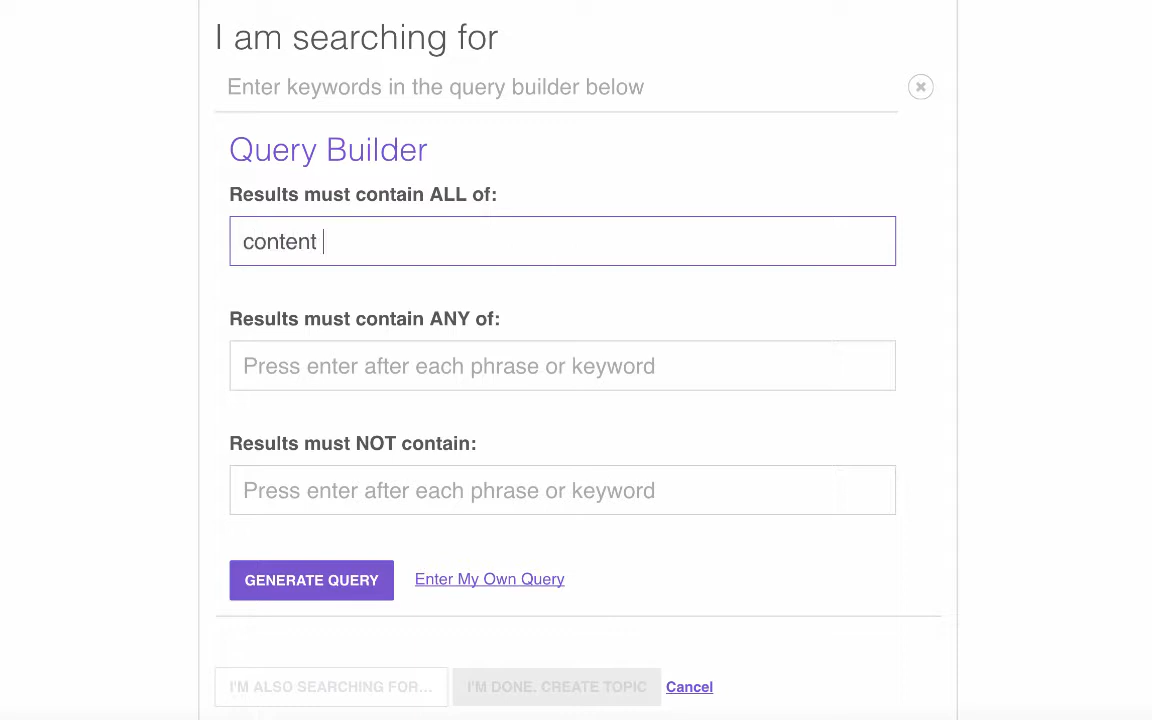 I am searching for
Enter keywords in the query builder below
Query Builder
Results must contain ALL of:
content
Results must contain ANY of:
Press enter after each phrase or keyword
Results must NOT contain:
Press enter after each phrase or keyword
GENERATE QUERY Enter My Own Query
I'M ALSO SEARCHING FOR... I'M DONE. CREATE TOPIC Cancel